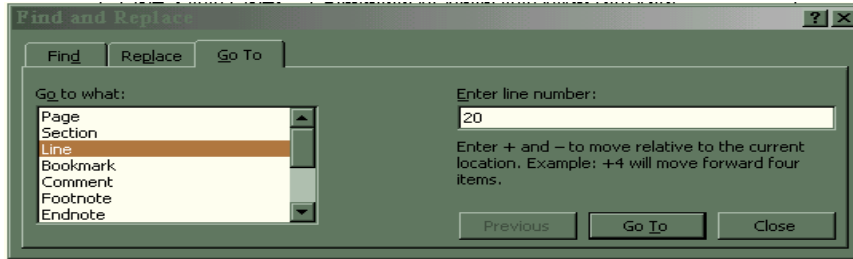 Find and Replace
Find Replace Go To
Go to what:
Page
Section
Line
Bookmark
Comment
Footnote
Endnote
Enter line number:
20
Enter + and – to move relative to the current
location. Example: +4 will move forward four
items.
Previous Go To Close